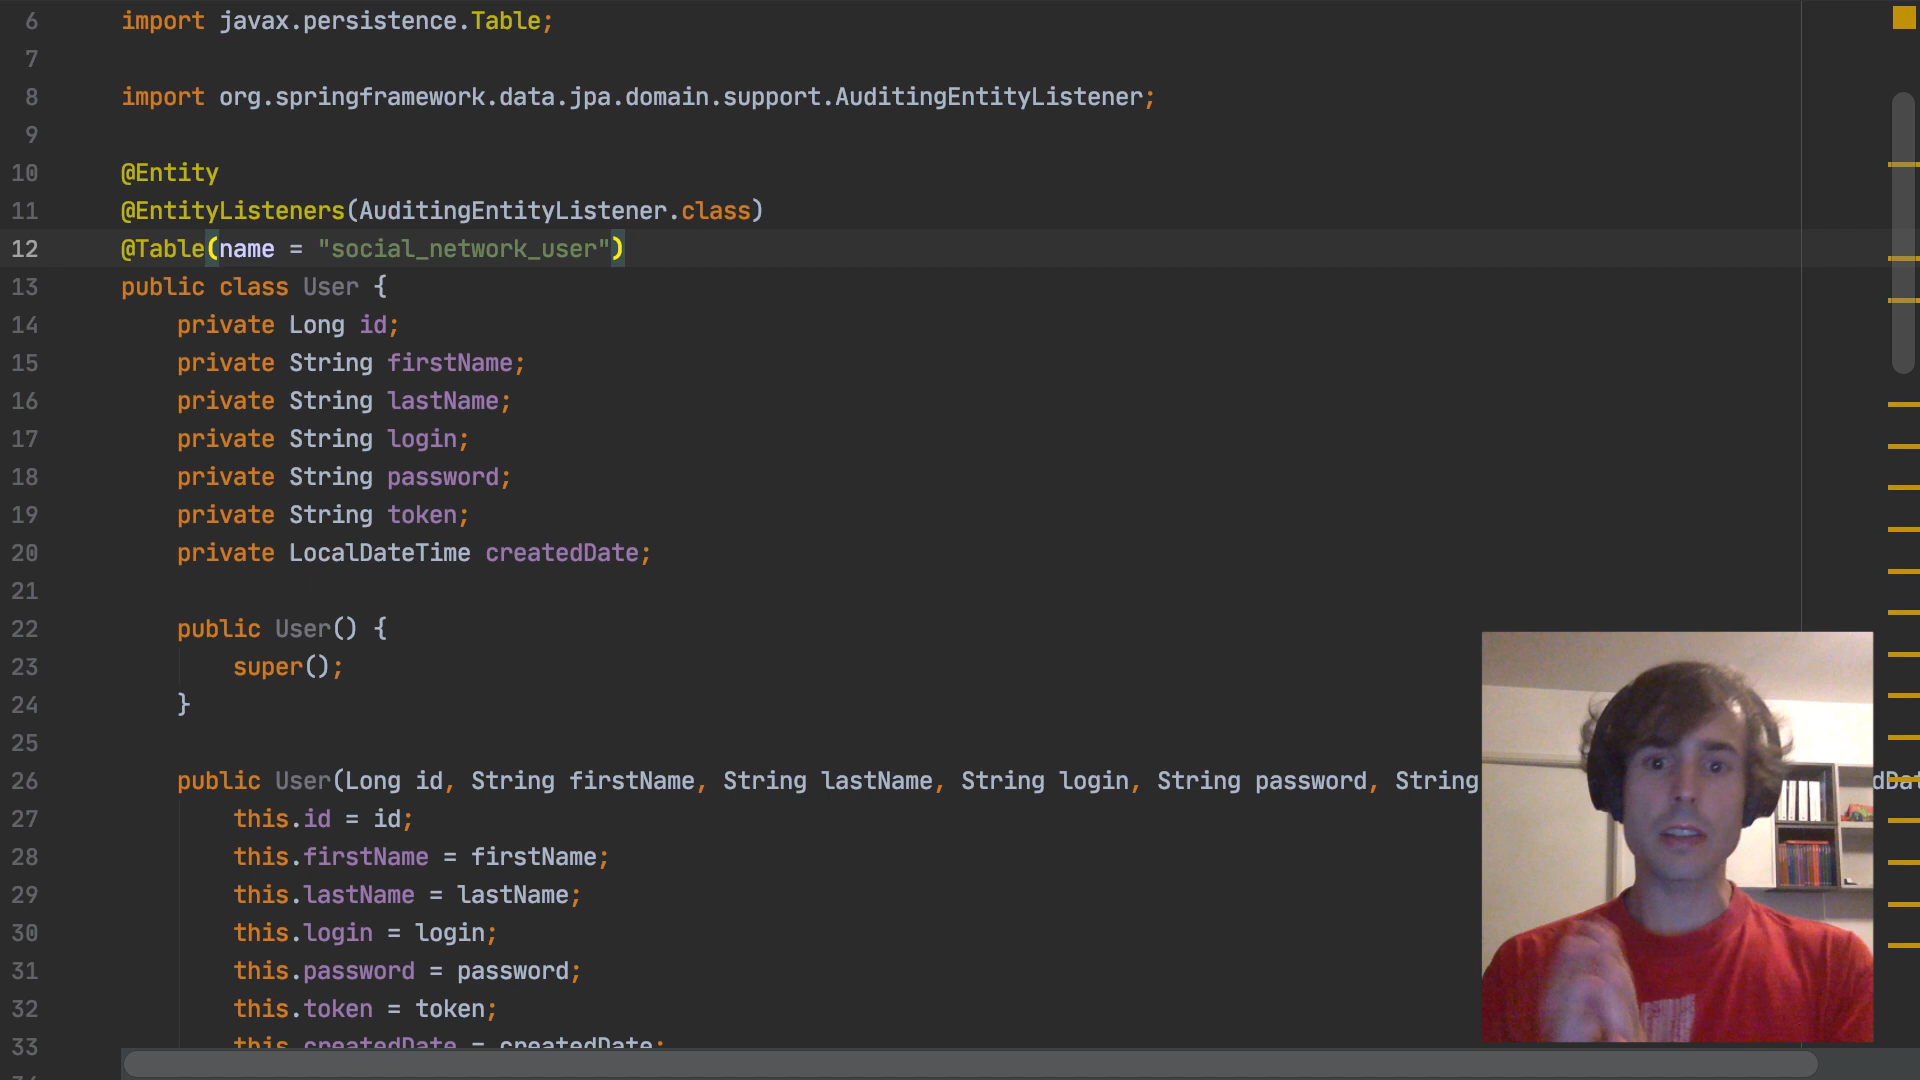 6 import javax.persistence.Table;
7
8 import org.springframework.data.jpa.domain.support.AuditingEntityListener;
9
10 @Entity
11 @EntityListeners(AuditingEntityListener.class)
12 @Table(name = "social_network_user")
13 public class User {
14 private Long id;
15 private String firstName;
16 private String lastName;
17 private String login;
18 private String password;
19 private String token;
20 private LocalDateTime createdDate;
21
22 public User() {
23 super();
24 }
25
26 public User(Long id, String firstName, String lastName, String login, String password, String
27 this.id = id;
28 this.firstName = firstName;
29 this.lastName = lastName;
30 this.login = login;
31 this.password = password;
32 this.token = token;
33 this.createdDate = createdDate;